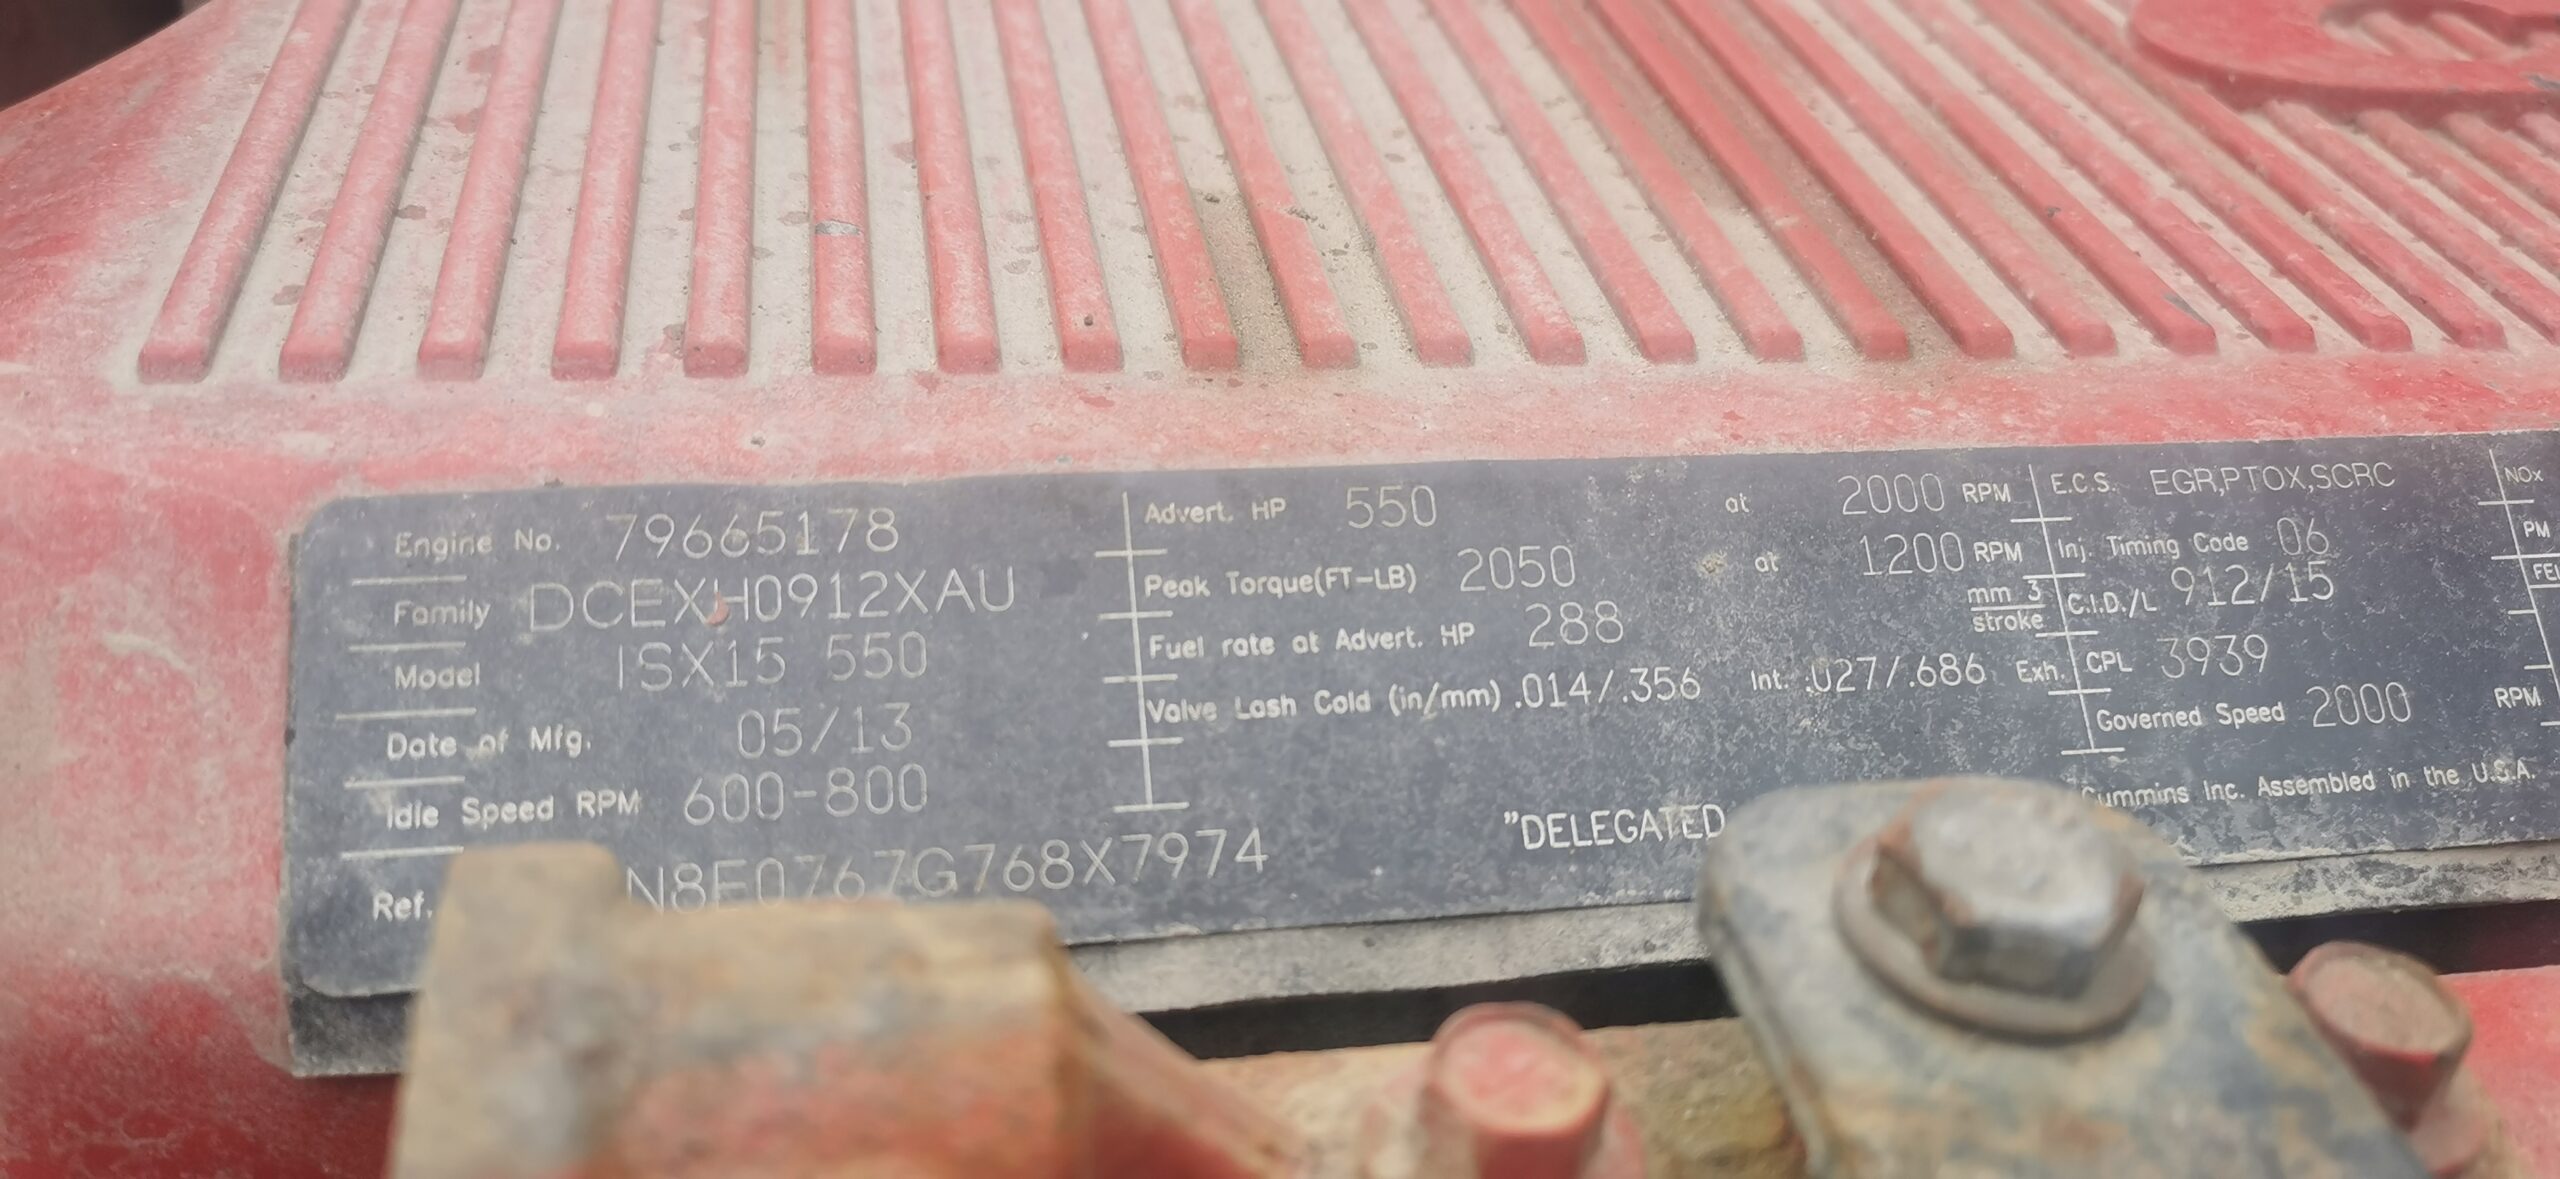 Engine No. 79665178
Family DCEXH0912XAU
Model ISX15 550
Date of Mfg. 05/13
Idle Speed RPM 600-800
Ref. N8E0767G768X7974
Advert. HP 550 at 2000 RPM
Peak Torque(FT-LB) 2050 at 1200 RPM
Fuel rate at Advert. HP 288 mm 3
stroke
Valve Lash Cold (in/mm) .014/.356 Int. .027/.686 Exh.
"DELEGATED
E.C.S. EGR,PTOX,SCRC
Inj. Timing Code 06
C.I.D./L 912/15
CPL 3939
Governed Speed 2000 RPM
Cummins Inc. Assembled in the U.S.A.
NOx
PM